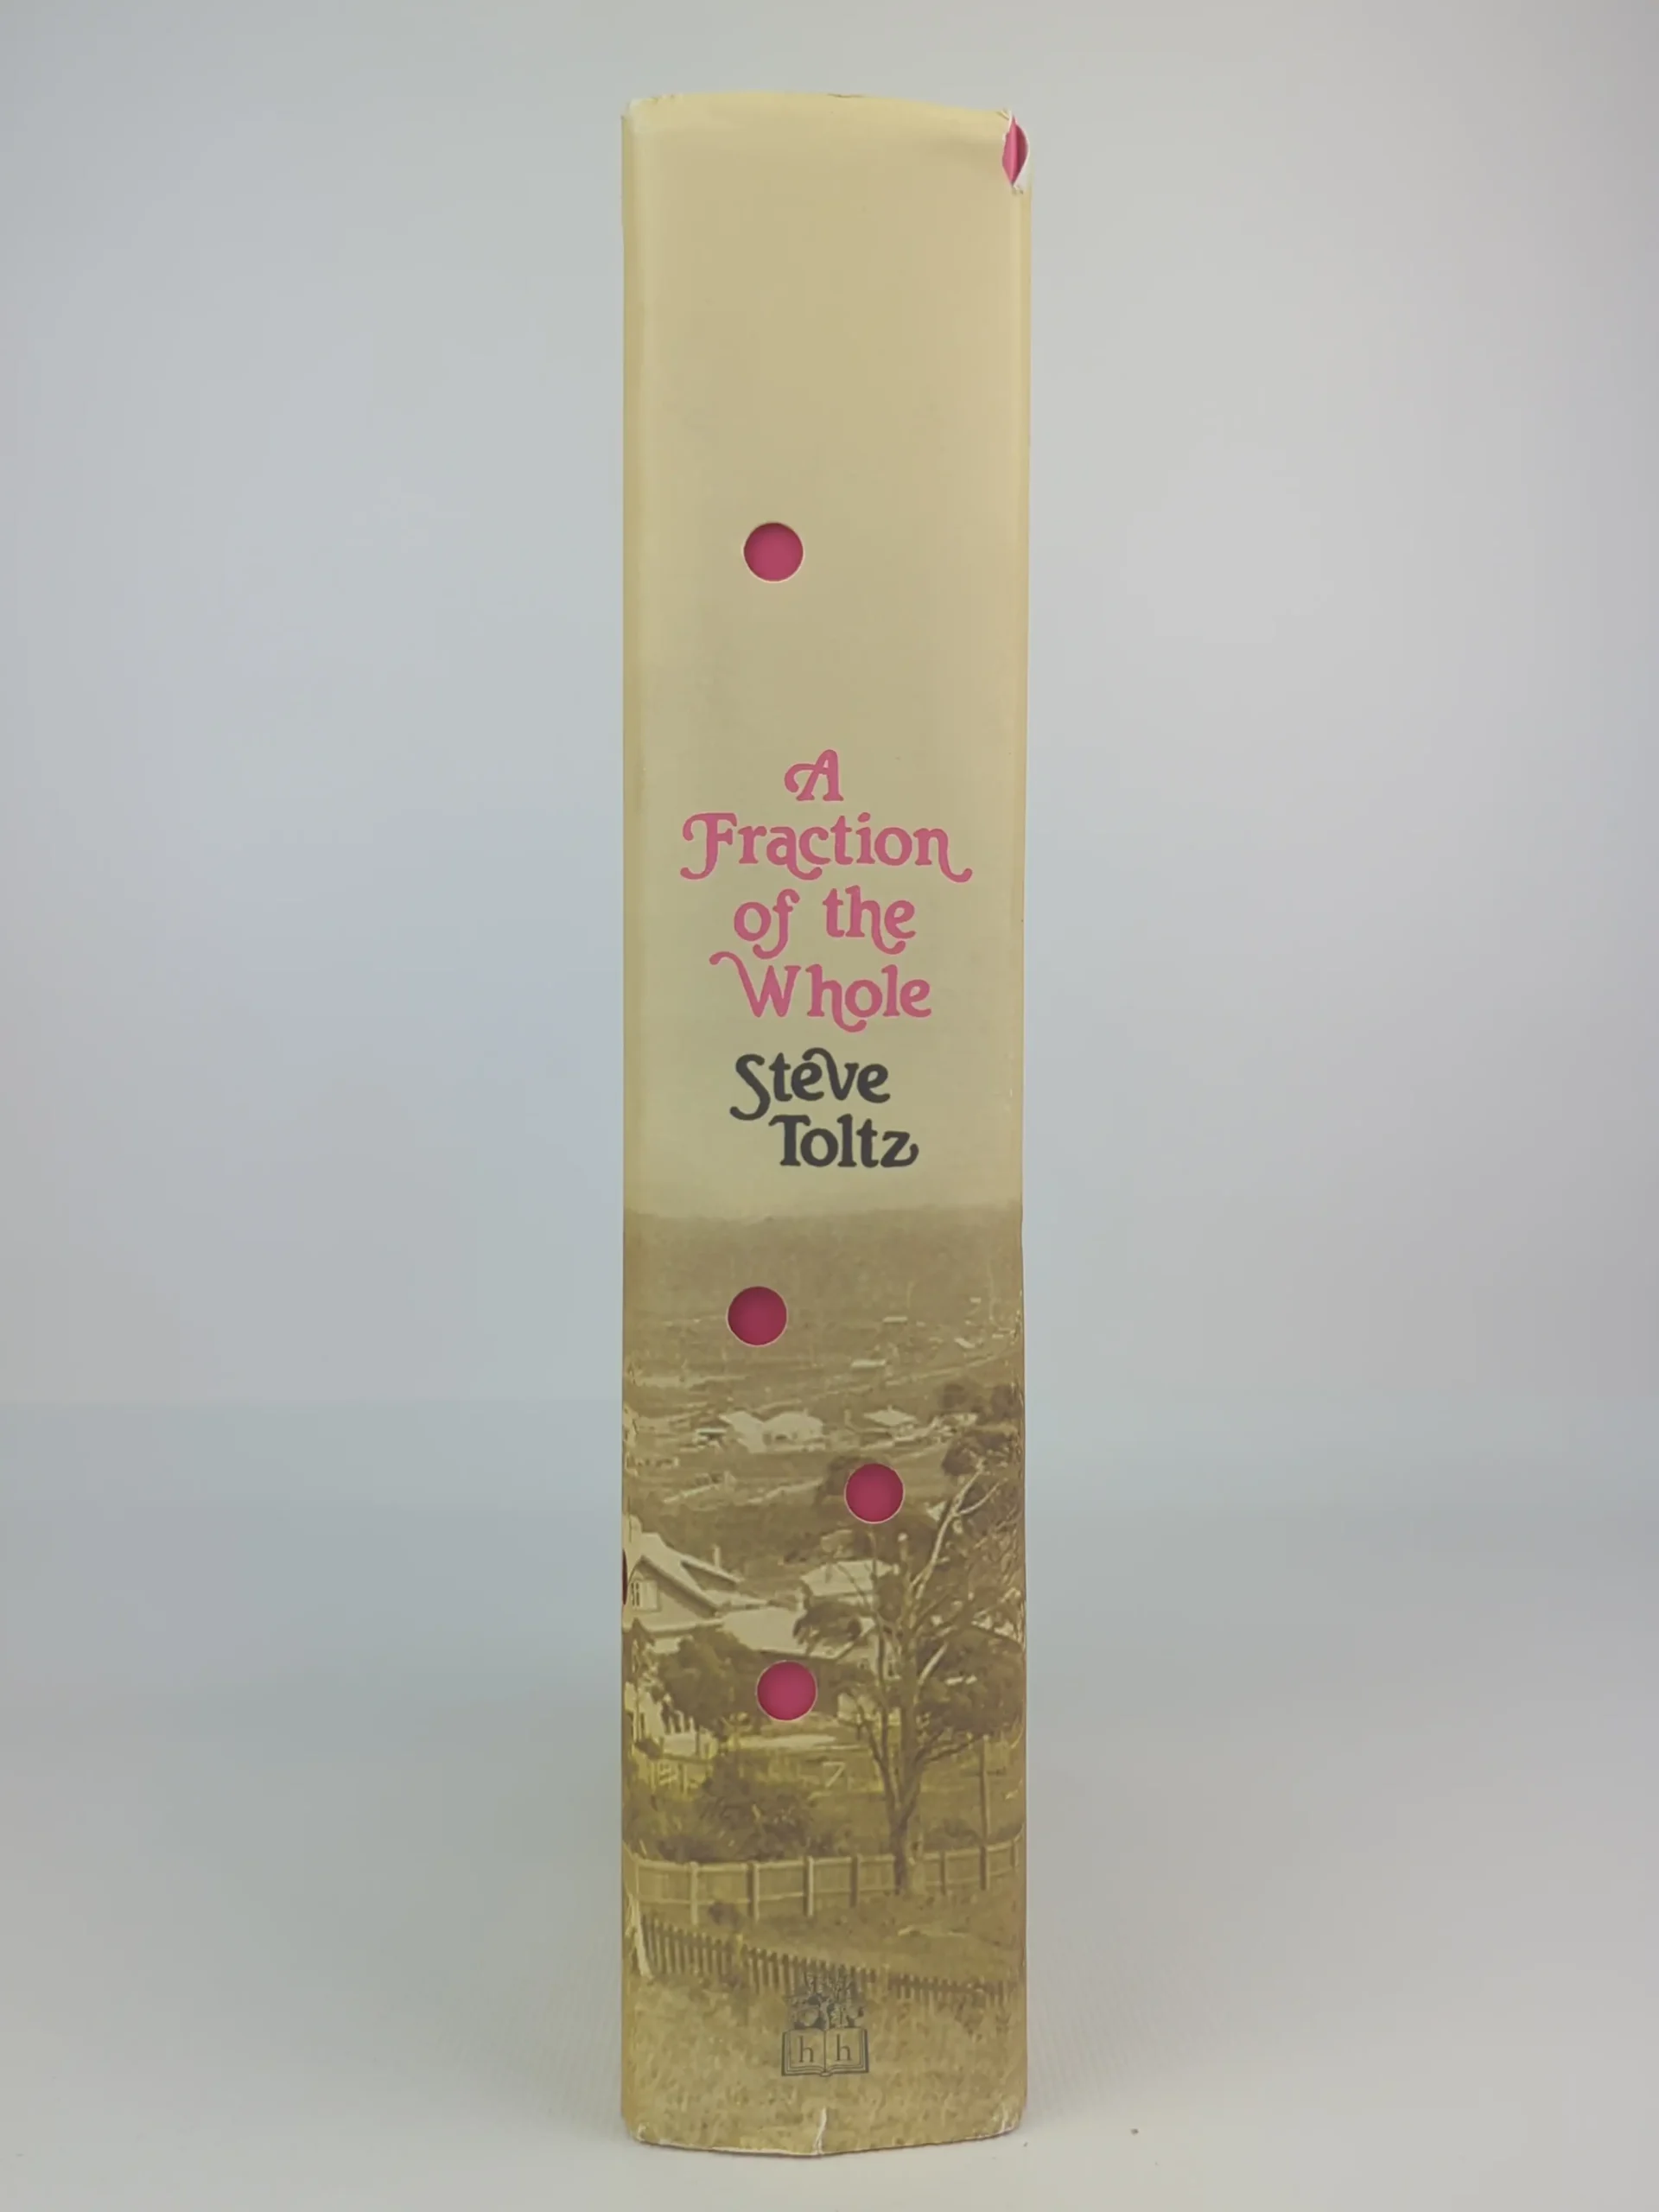 A
Fraction
of the
Whole
Steve
Toltz
h h